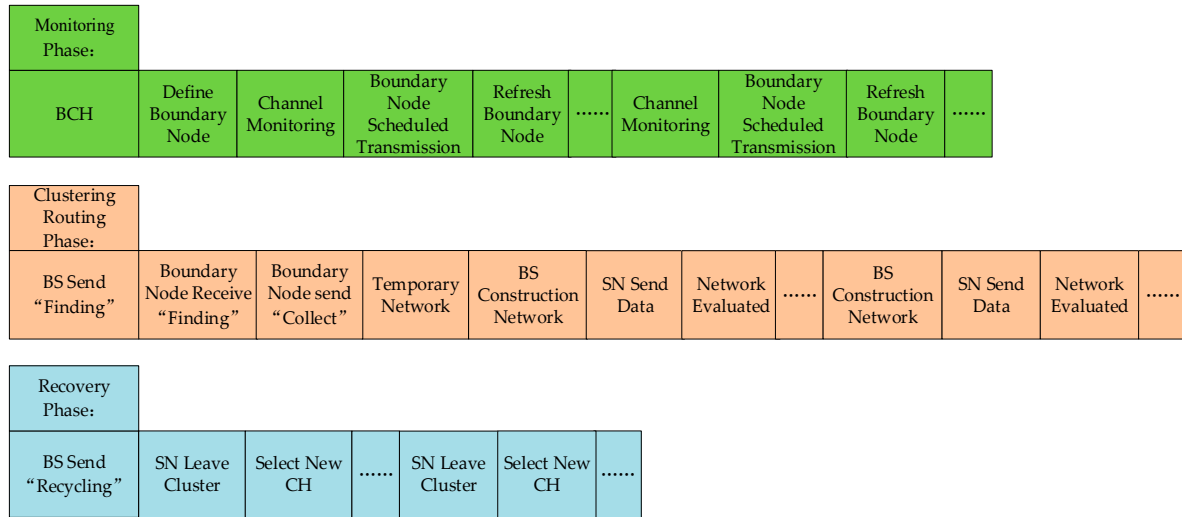 Monitoring
Phase：
BCH
Define
Boundary
Node
Channel
Monitoring
Boundary
Node
Scheduled
Transmission
Refresh
Boundary
Node
……
Channel
Monitoring
Boundary
Node
Scheduled
Transmission
Refresh
Boundary
Node
……
Clustering
Routing
Phase：
BS Send
“Finding”
Boundary
Node Receive
“Finding”
Boundary
Node send
“Collect”
Temporary
Network
BS
Construction
Network
SN Send
Data
Network
Evaluated
……
BS
Construction
Network
SN Send
Data
Network
Evaluated
……
Recovery
Phase：
BS Send
“Recycling”
SN Leave
Cluster
Select New
CH
……
SN Leave
Cluster
Select New
CH
……